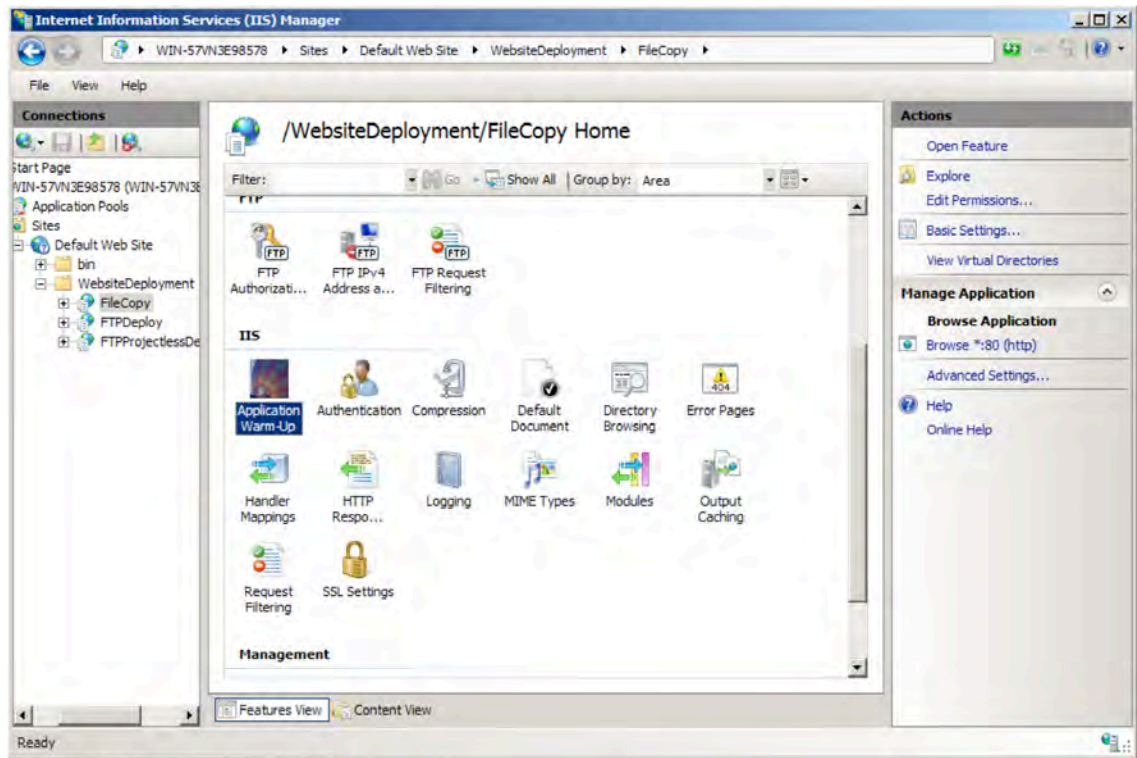 Internet Information Services (IIS) Manager
WIN-57VN3E98578 Sites Default Web Site WebsiteDeployment FileCopy
File View Help
Connections
Start Page
WIN-57VN3E98578 (WIN-57VN3E
Application Pools
Sites
Default Web Site
bin
WebsiteDeployment
FileCopy
FTPDeploy
FTPProjectlessDe
/WebsiteDeployment/FileCopy Home
Filter: Go Show All Group by: Area
FTP
FTP
FTP
FTP
FTP Authorizati...
FTP IPv4 Address a...
FTP Request Filtering
IIS
404
Application Warm-Up
Authentication
Compression
Default Document
Directory Browsing
Error Pages
Handler Mappings
HTTP Respo...
Logging
MIME Types
Modules
Output Caching
Request Filtering
SSL Settings
Management
Features View Content View
Actions
Open Feature
Explore
Edit Permissions...
Basic Settings...
View Virtual Directories
Manage Application
Browse Application
Browse *:80 (http)
Advanced Settings...
Help
Online Help
Ready